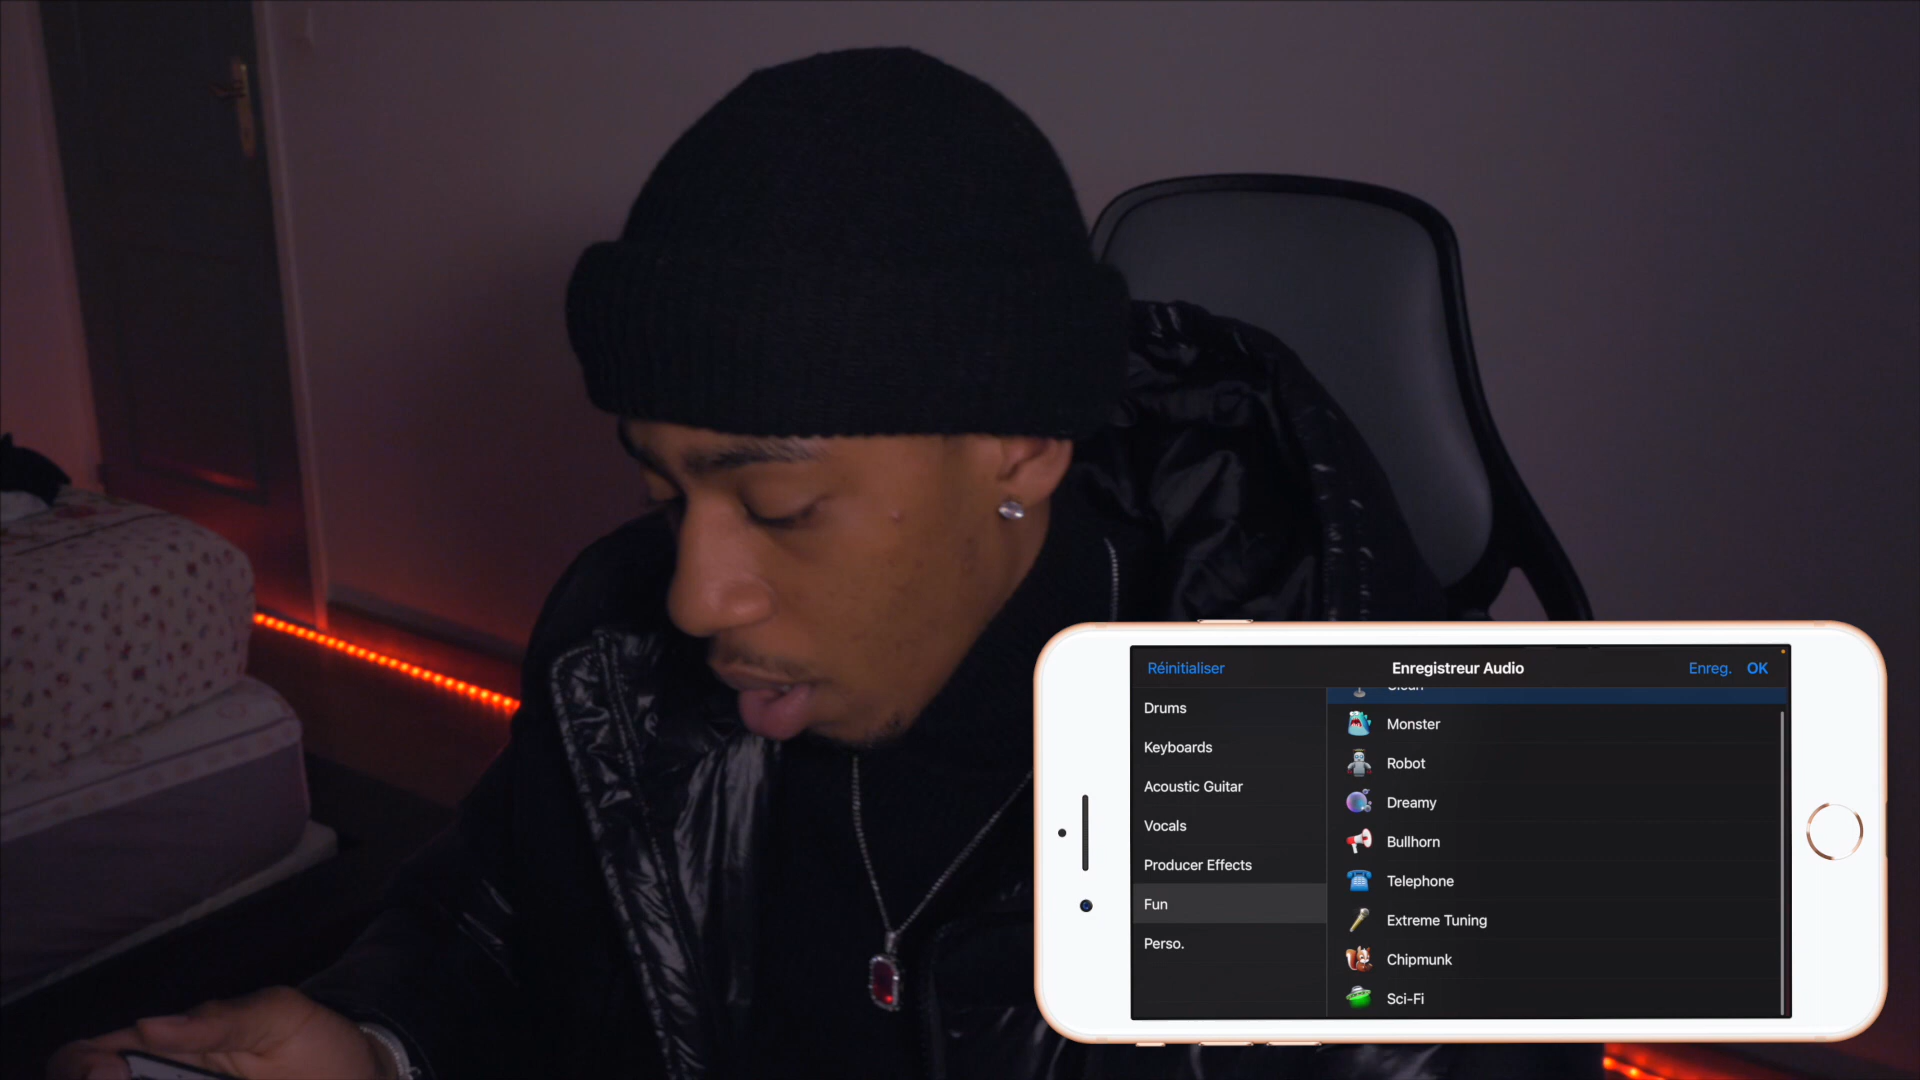 Réinitialiser Enregistreur Audio Enreg. OK
Drums
Keyboards
Acoustic Guitar
Vocals
Producer Effects
Fun
Perso.
Clean
Monster
Robot
Dreamy
Bullhorn
Telephone
Extreme Tuning
Chipmunk
Sci-Fi